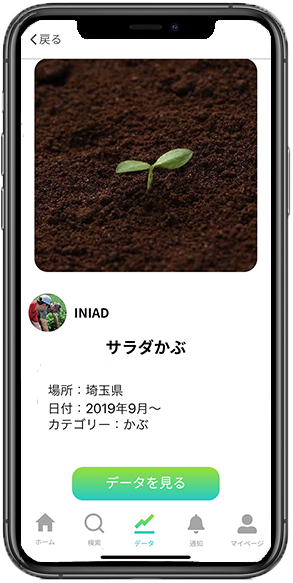 戻る
INIAD
サラダかぶ
場所：埼玉県
日付：2019年9月〜
カテゴリー：かぶ
データを見る
ホーム 検索 データ 通知 マイページ